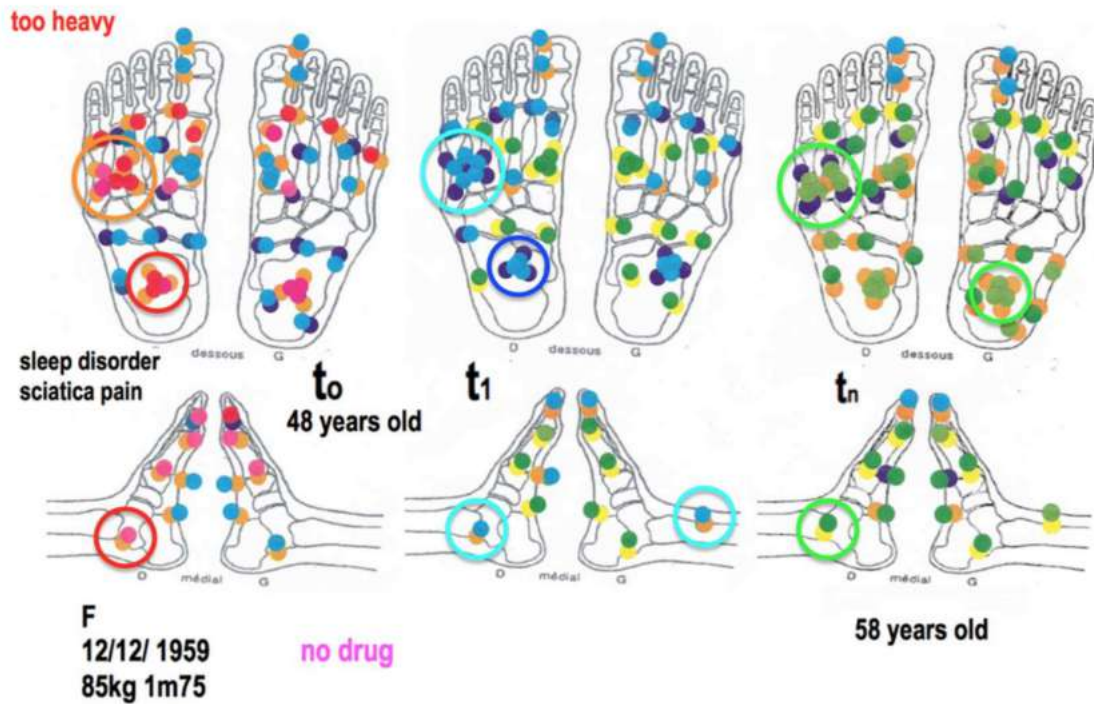 too heavy
dessous G
D dessous G
D dessous G
sleep disorder
sciatica pain
to
48 years old
t1
tn
D médial G
D médial G
D médial G
F
12/12/ 1959
85kg 1m75
no drug
58 years old